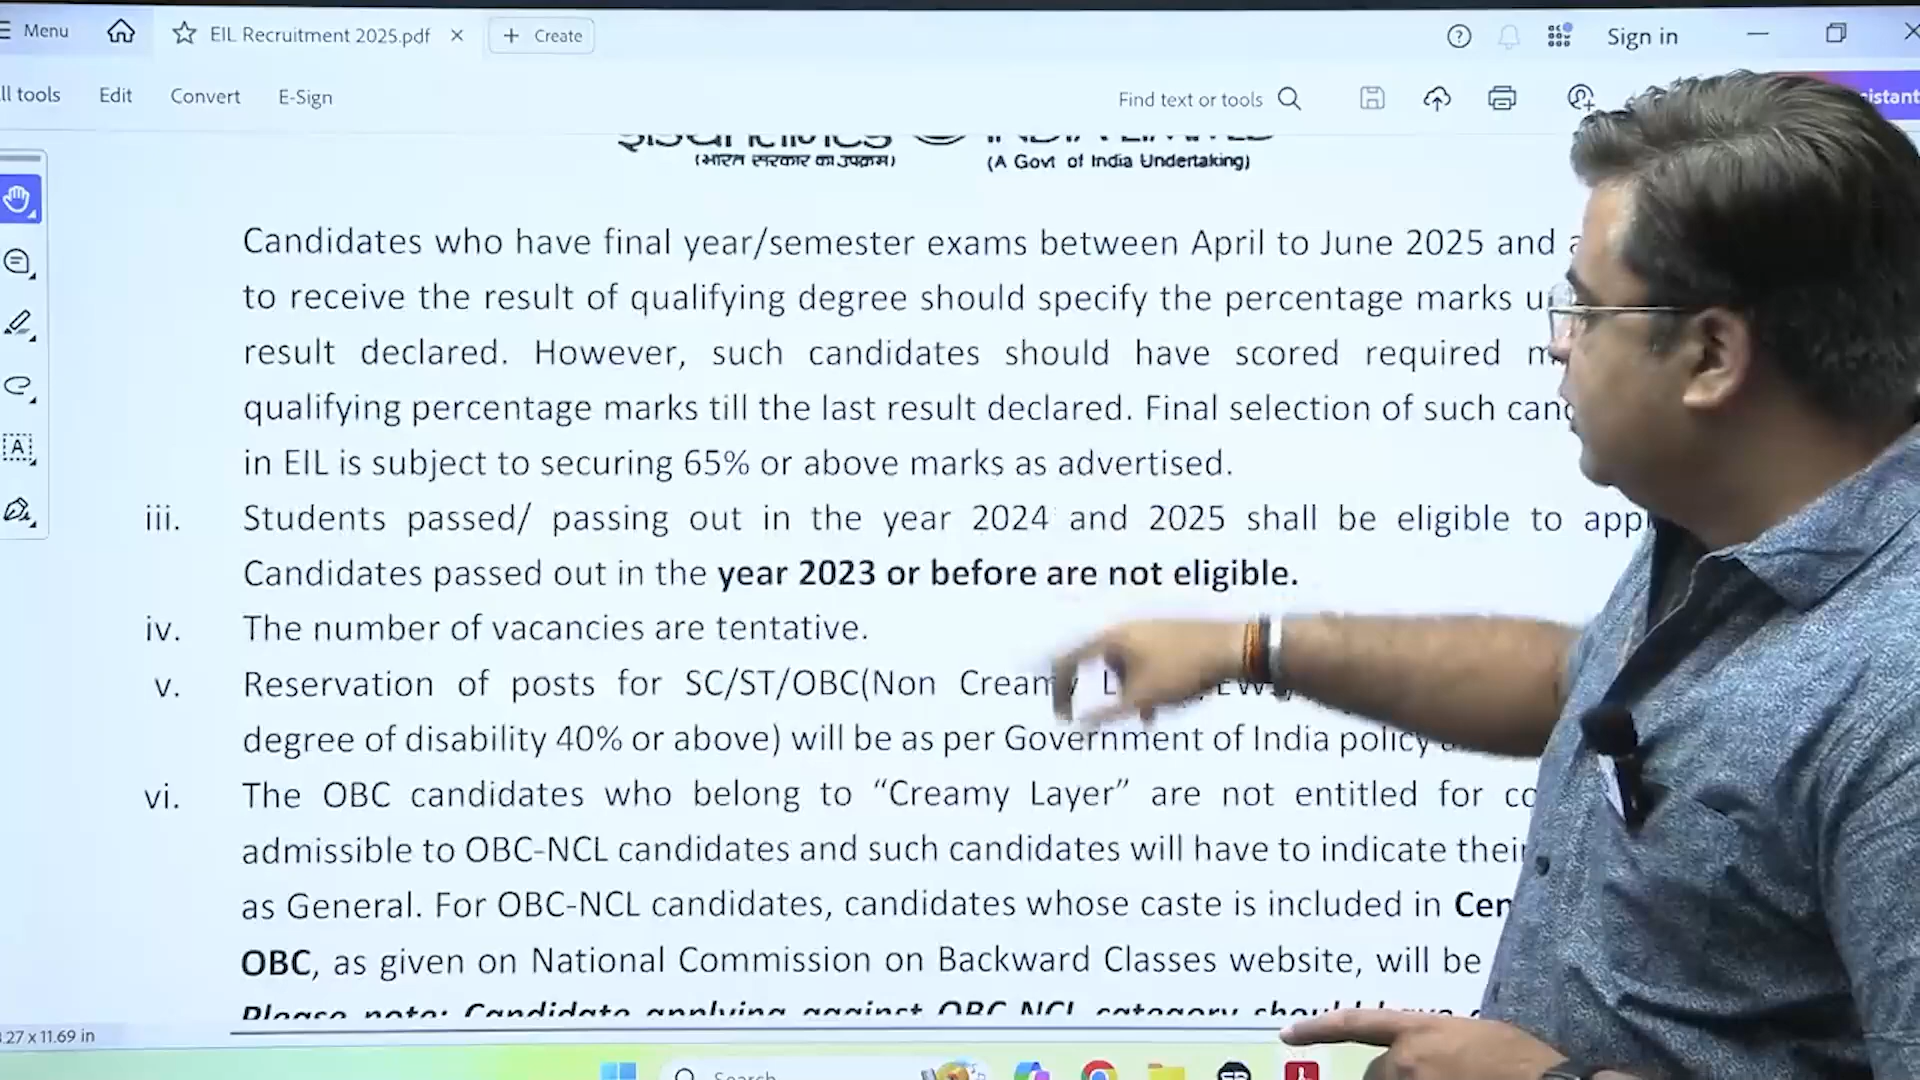 Menu
EIL Recruitment 2025.pdf
Create
Sign in
tools
Edit
Convert
E-Sign
Find text or tools
(भारत सरकार का उपक्रम)
(A Govt of India Undertaking)
Candidates who have final year/semester exams between April to June 2025 and
to receive the result of qualifying degree should specify the percentage marks
result declared. However, such candidates should have scored required
qualifying percentage marks till the last result declared. Final selection of such
in EIL is subject to securing 65% or above marks as advertised.
iii. Students passed/ passing out in the year 2024 and 2025 shall be eligible to
Candidates passed out in the year 2023 or before are not eligible.
iv. The number of vacancies are tentative.
v. Reservation of posts for SC/ST/OBC(Non
degree of disability 40% or above) will be as per Government of India policy
vi. The OBC candidates who belong to “Creamy Layer” are not entitled for
admissible to OBC-NCL candidates and such candidates will have to indicate
as General. For OBC-NCL candidates, candidates whose caste is included in
OBC, as given on National Commission on Backward Classes website, will be
Please note: Candidate applying against OBC NCL category
27 x 11.69 in
Search